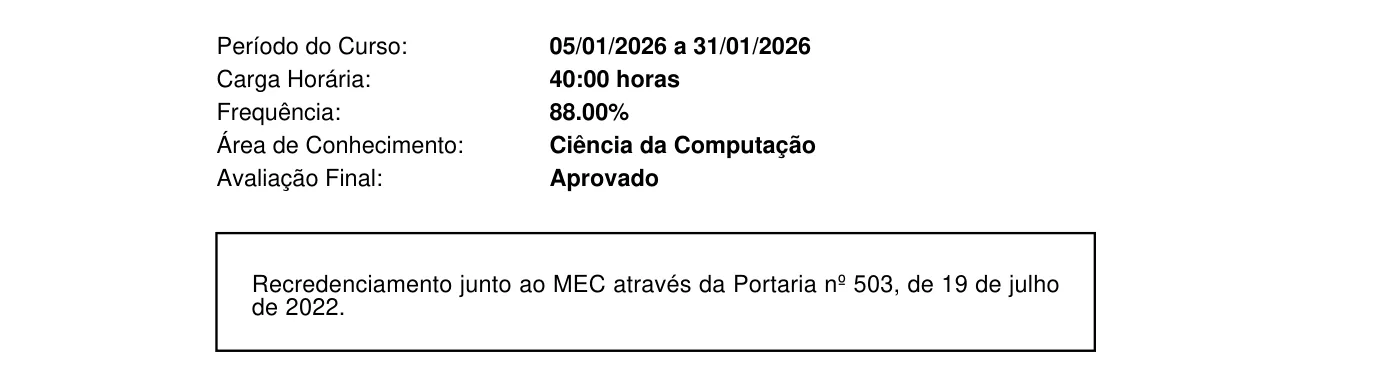 Período do Curso: 05/01/2026 a 31/01/2026
Carga Horária: 40:00 horas
Frequência: 88.00%
Área de Conhecimento: Ciência da Computação
Avaliação Final: Aprovado
Recredenciamento junto ao MEC através da Portaria nº 503, de 19 de julho
de 2022.